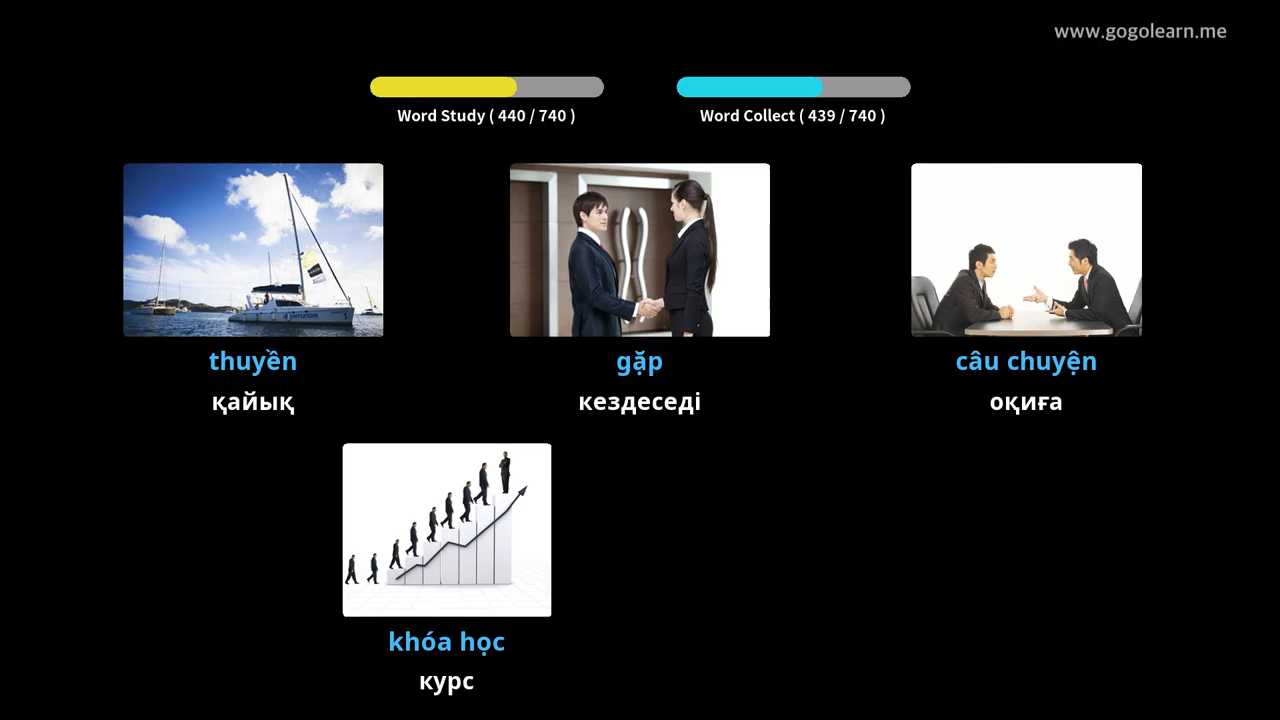 www.gogolearn.me
Word Study ( 440 / 740 )
Word Collect ( 439 / 740 )
thuyền
gặp
câu chuyện
қайық
кездеседі
оқиға
khóa học
курс